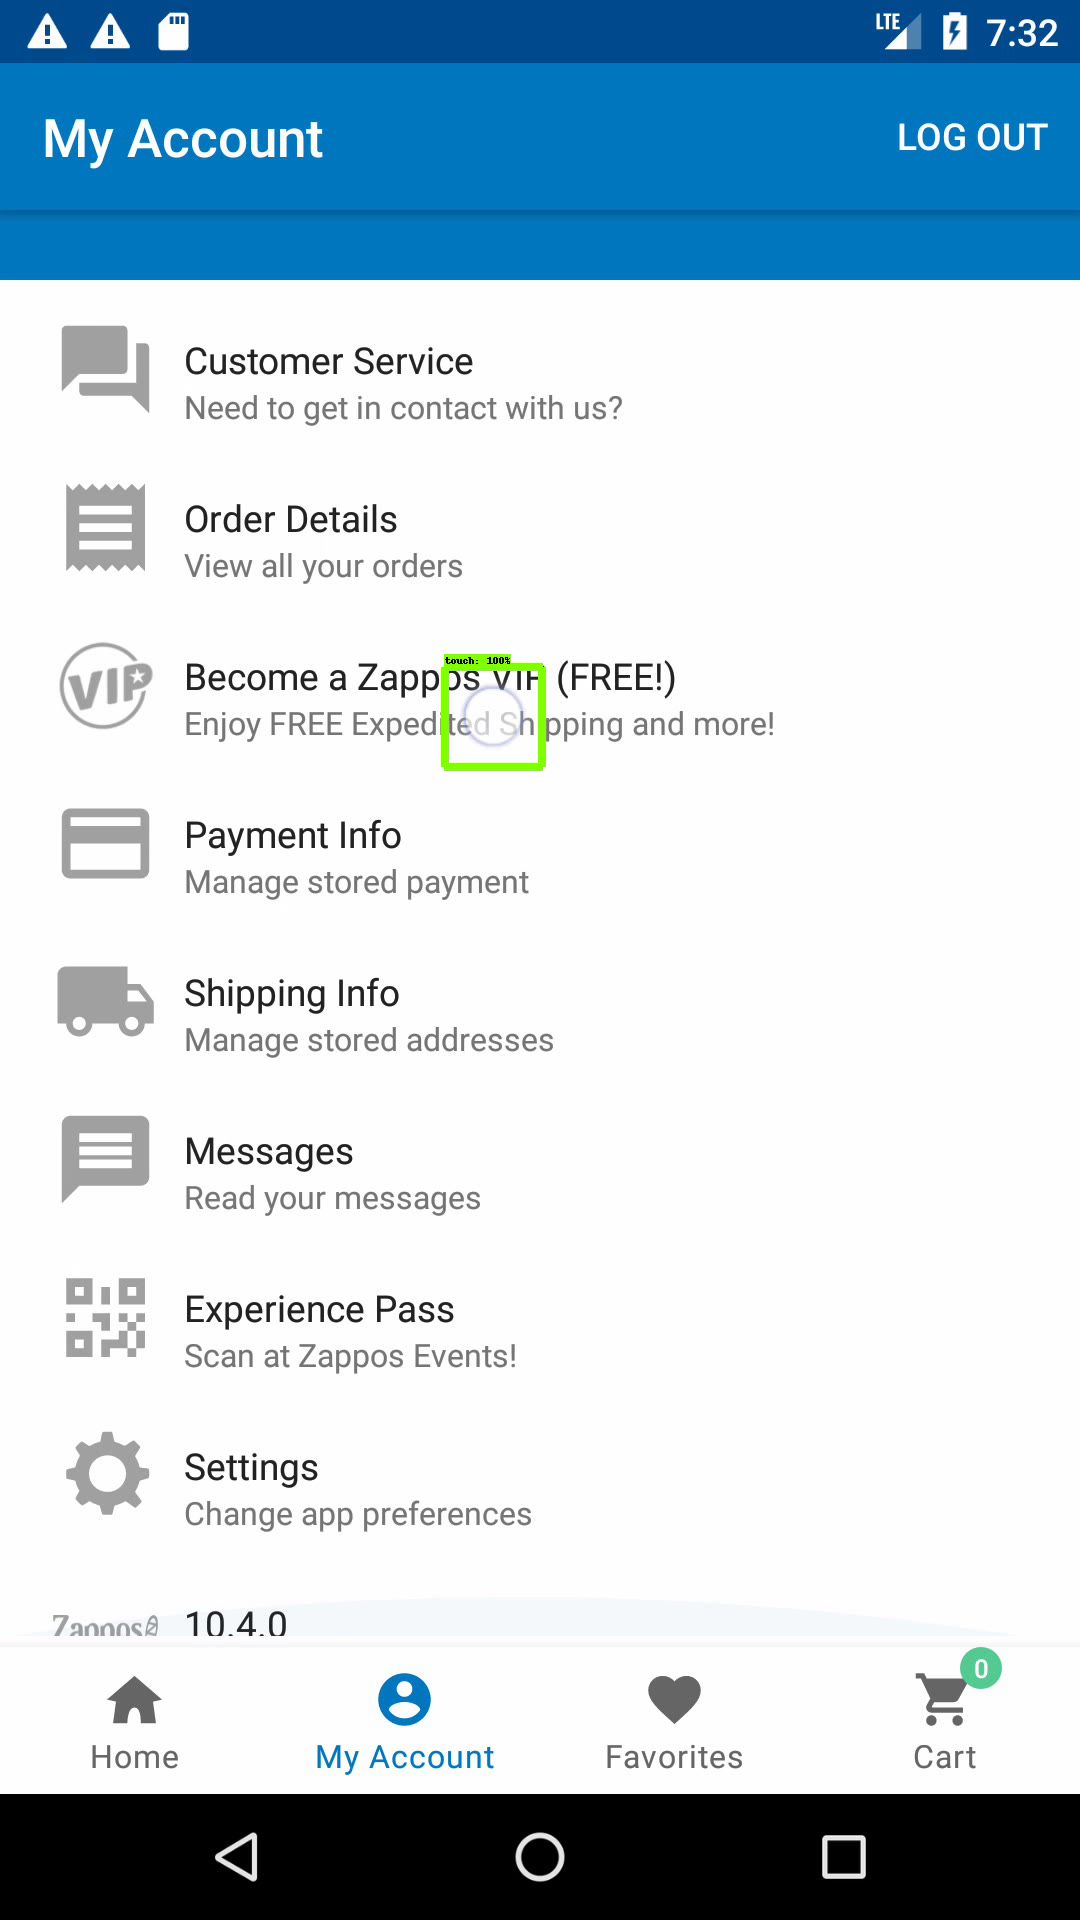 LTE 7:32
My Account
LOG OUT
Customer Service
Need to get in contact with us?
Order Details
View all your orders
VIP
touch: 100%
Become a Zappos VIP (FREE!)
Enjoy FREE Expedited Shipping and more!
Payment Info
Manage stored payment
Shipping Info
Manage stored addresses
Messages
Read your messages
Experience Pass
Scan at Zappos Events!
Settings
Change app preferences
Zappos 10.4.0
0
Home
My Account
Favorites
Cart